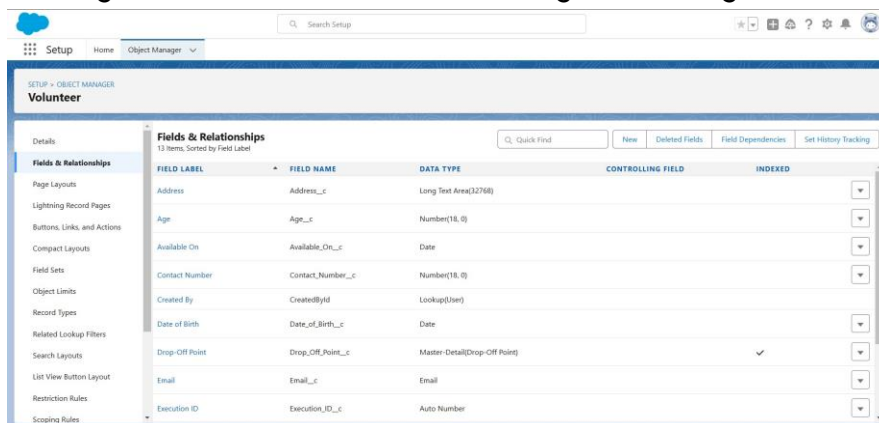 Search Setup
Setup Home Object Manager
SETUP > OBJECT MANAGER
Volunteer
Details
Fields & Relationships
Page Layouts
Lightning Record Pages
Buttons, Links, and Actions
Compact Layouts
Field Sets
Object Limits
Record Types
Related Lookup Filters
Search Layouts
List View Button Layout
Restriction Rules
Scoping Rules
Fields & Relationships
13 Items, Sorted by Field Label
Quick Find New Deleted Fields Field Dependencies Set History Tracking
FIELD LABEL FIELD NAME DATA TYPE CONTROLLING FIELD INDEXED
Address Address__c Long Text Area(32768)
Age Age__c Number(18, 0)
Available On Available_On__c Date
Contact Number Contact_Number__c Number(18, 0)
Created By CreatedById Lookup(User)
Date of Birth Date_of_Birth__c Date
Drop-Off Point Drop_Off_Point__c Master-Detail(Drop-Off Point)
Email Email__c Email
Execution ID Execution_ID__c Auto Number